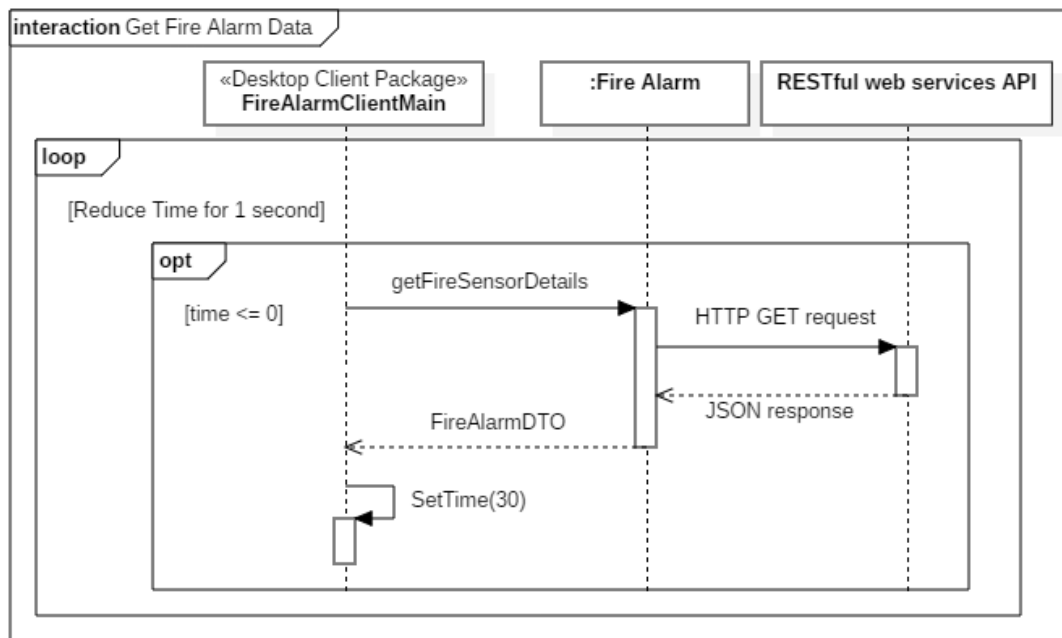 interaction Get Fire Alarm Data
«Desktop Client Package»
FireAlarmClientMain
:Fire Alarm
RESTful web services API
loop
[Reduce Time for 1 second]
opt
[time <= 0]
getFireSensorDetails
HTTP GET request
JSON response
FireAlarmDTO
SetTime(30)